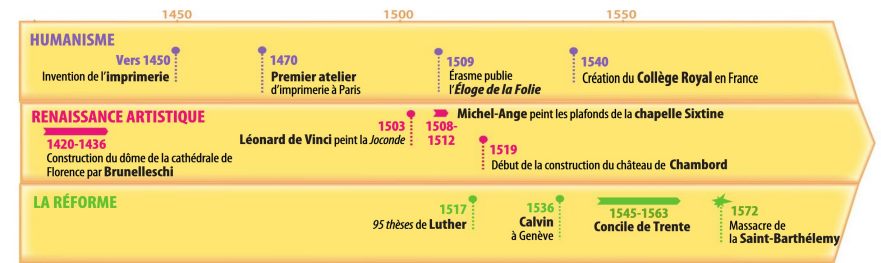 1450 1500 1550
HUMANISME
Vers 1450
Invention de l'imprimerie
1470
Premier atelier
d'imprimerie à Paris
1509
Érasme publie
l'Éloge de la Folie
1540
Création du Collège Royal en France
RENAISSANCE ARTISTIQUE
1420-1436
Construction du dôme de la cathédrale de
Florence par Brunelleschi
1503
Léonard de Vinci peint la Joconde
1508-
1512
Michel-Ange peint les plafonds de la chapelle Sixtine
1519
Début de la construction du château de Chambord
LA RÉFORME
1517
95 thèses de Luther
1536
Calvin
à Genève
1545-1563
Concile de Trente
1572
Massacre de
la Saint-Barthélemy